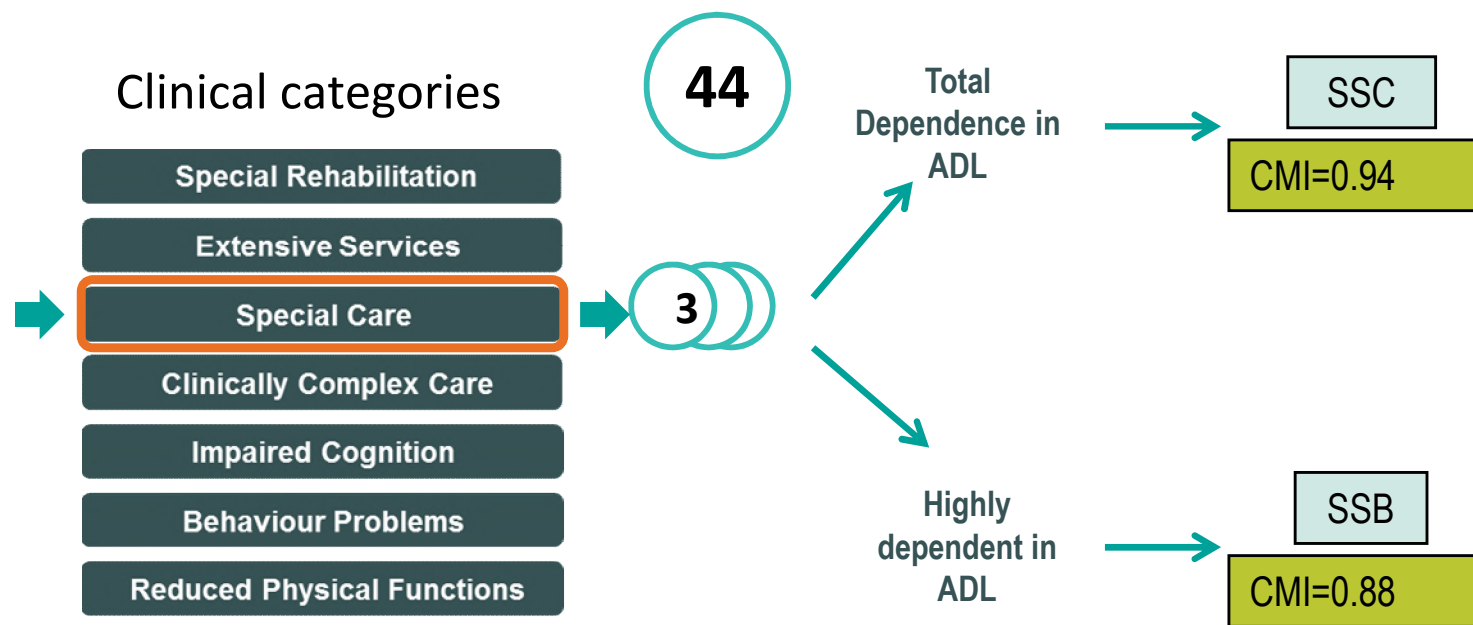 Clinical categories
Special Rehabilitation
Extensive Services
Special Care
Clinically Complex Care
Impaired Cognition
Behaviour Problems
Reduced Physical Functions
44
3
Total
Dependence in
ADL
SSC
CMI=0.94
Highly
dependent in
ADL
SSB
CMI=0.88